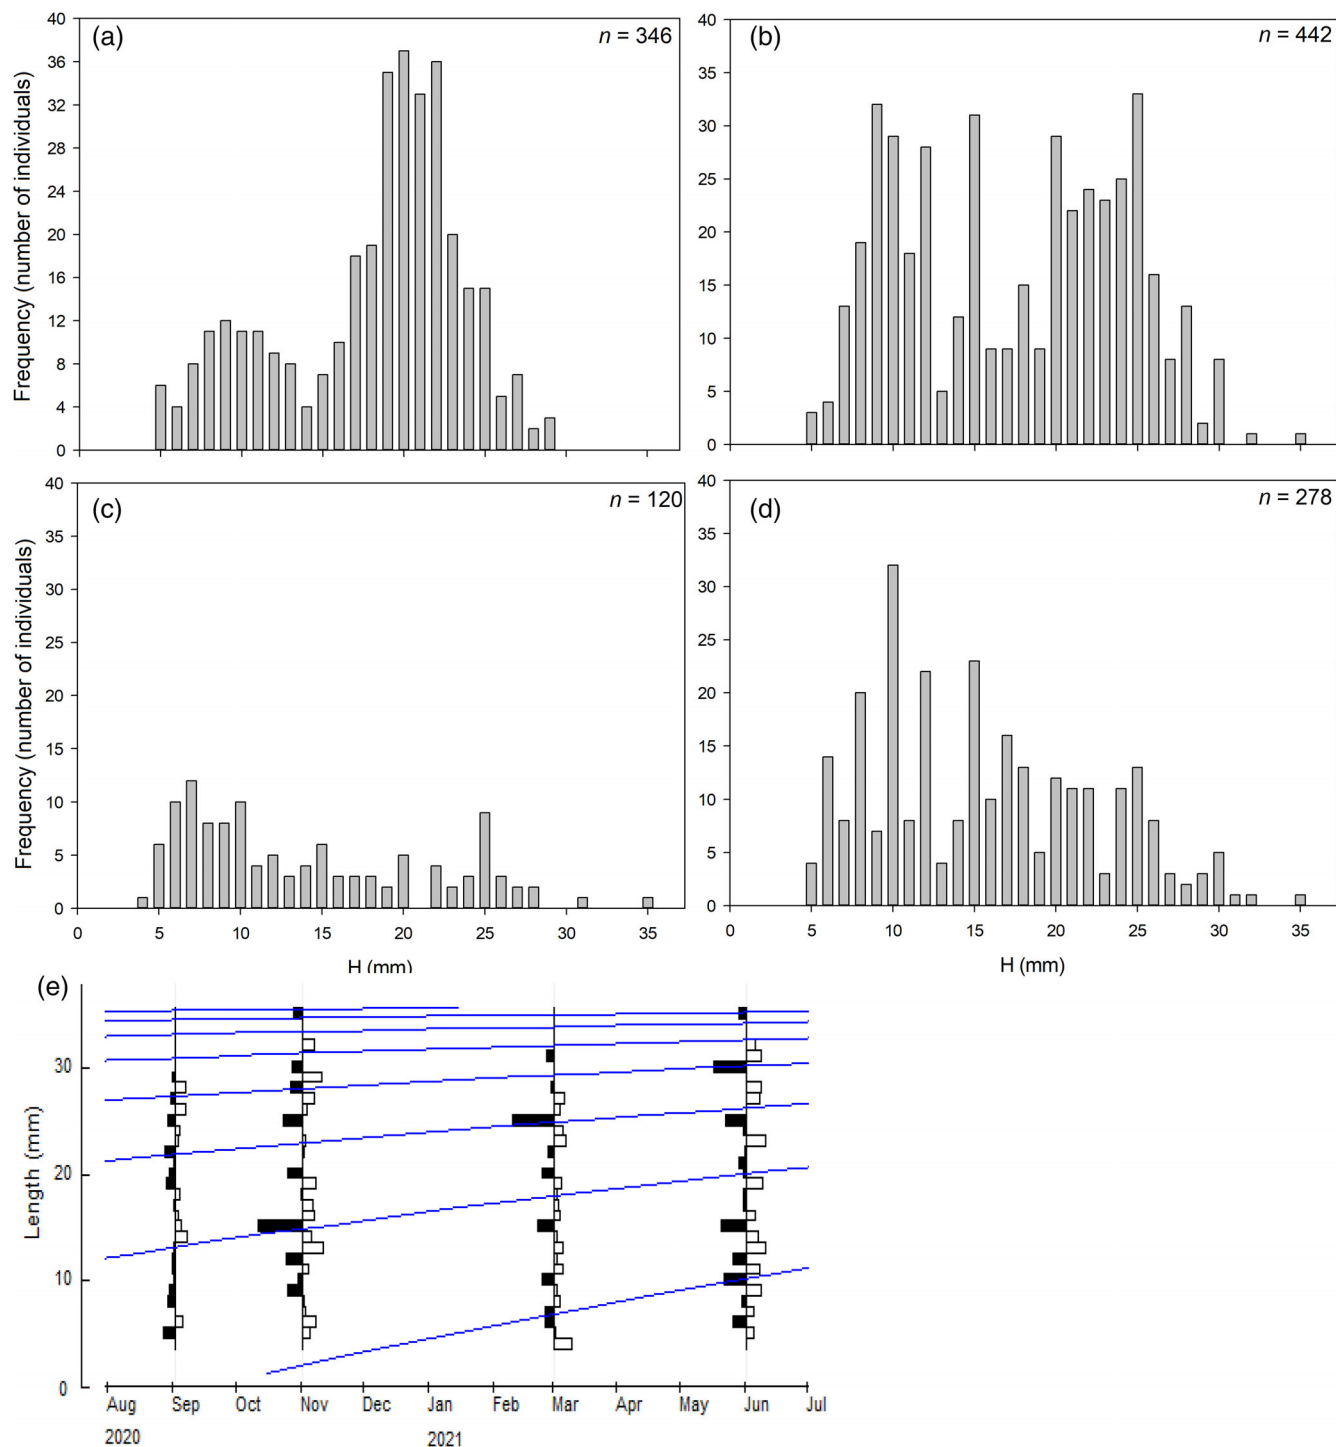 (a)
n = 346
Frequency (number of individuals)
40
36
32
28
24
20
16
12
8
4
0
(b)
n = 442
40
35
30
25
20
15
10
5
0
(c)
n = 120
Frequency (number of individuals)
40
35
30
25
20
15
10
5
0
0 5 10 15 20 25 30 35
H (mm)
(d)
n = 278
40
35
30
25
20
15
10
5
0
0 5 10 15 20 25 30 35
H (mm)
(e)
Length (mm)
30
20
10
0
Aug Sep Oct Nov Dec Jan Feb Mar Apr May Jun Jul
2020 2021